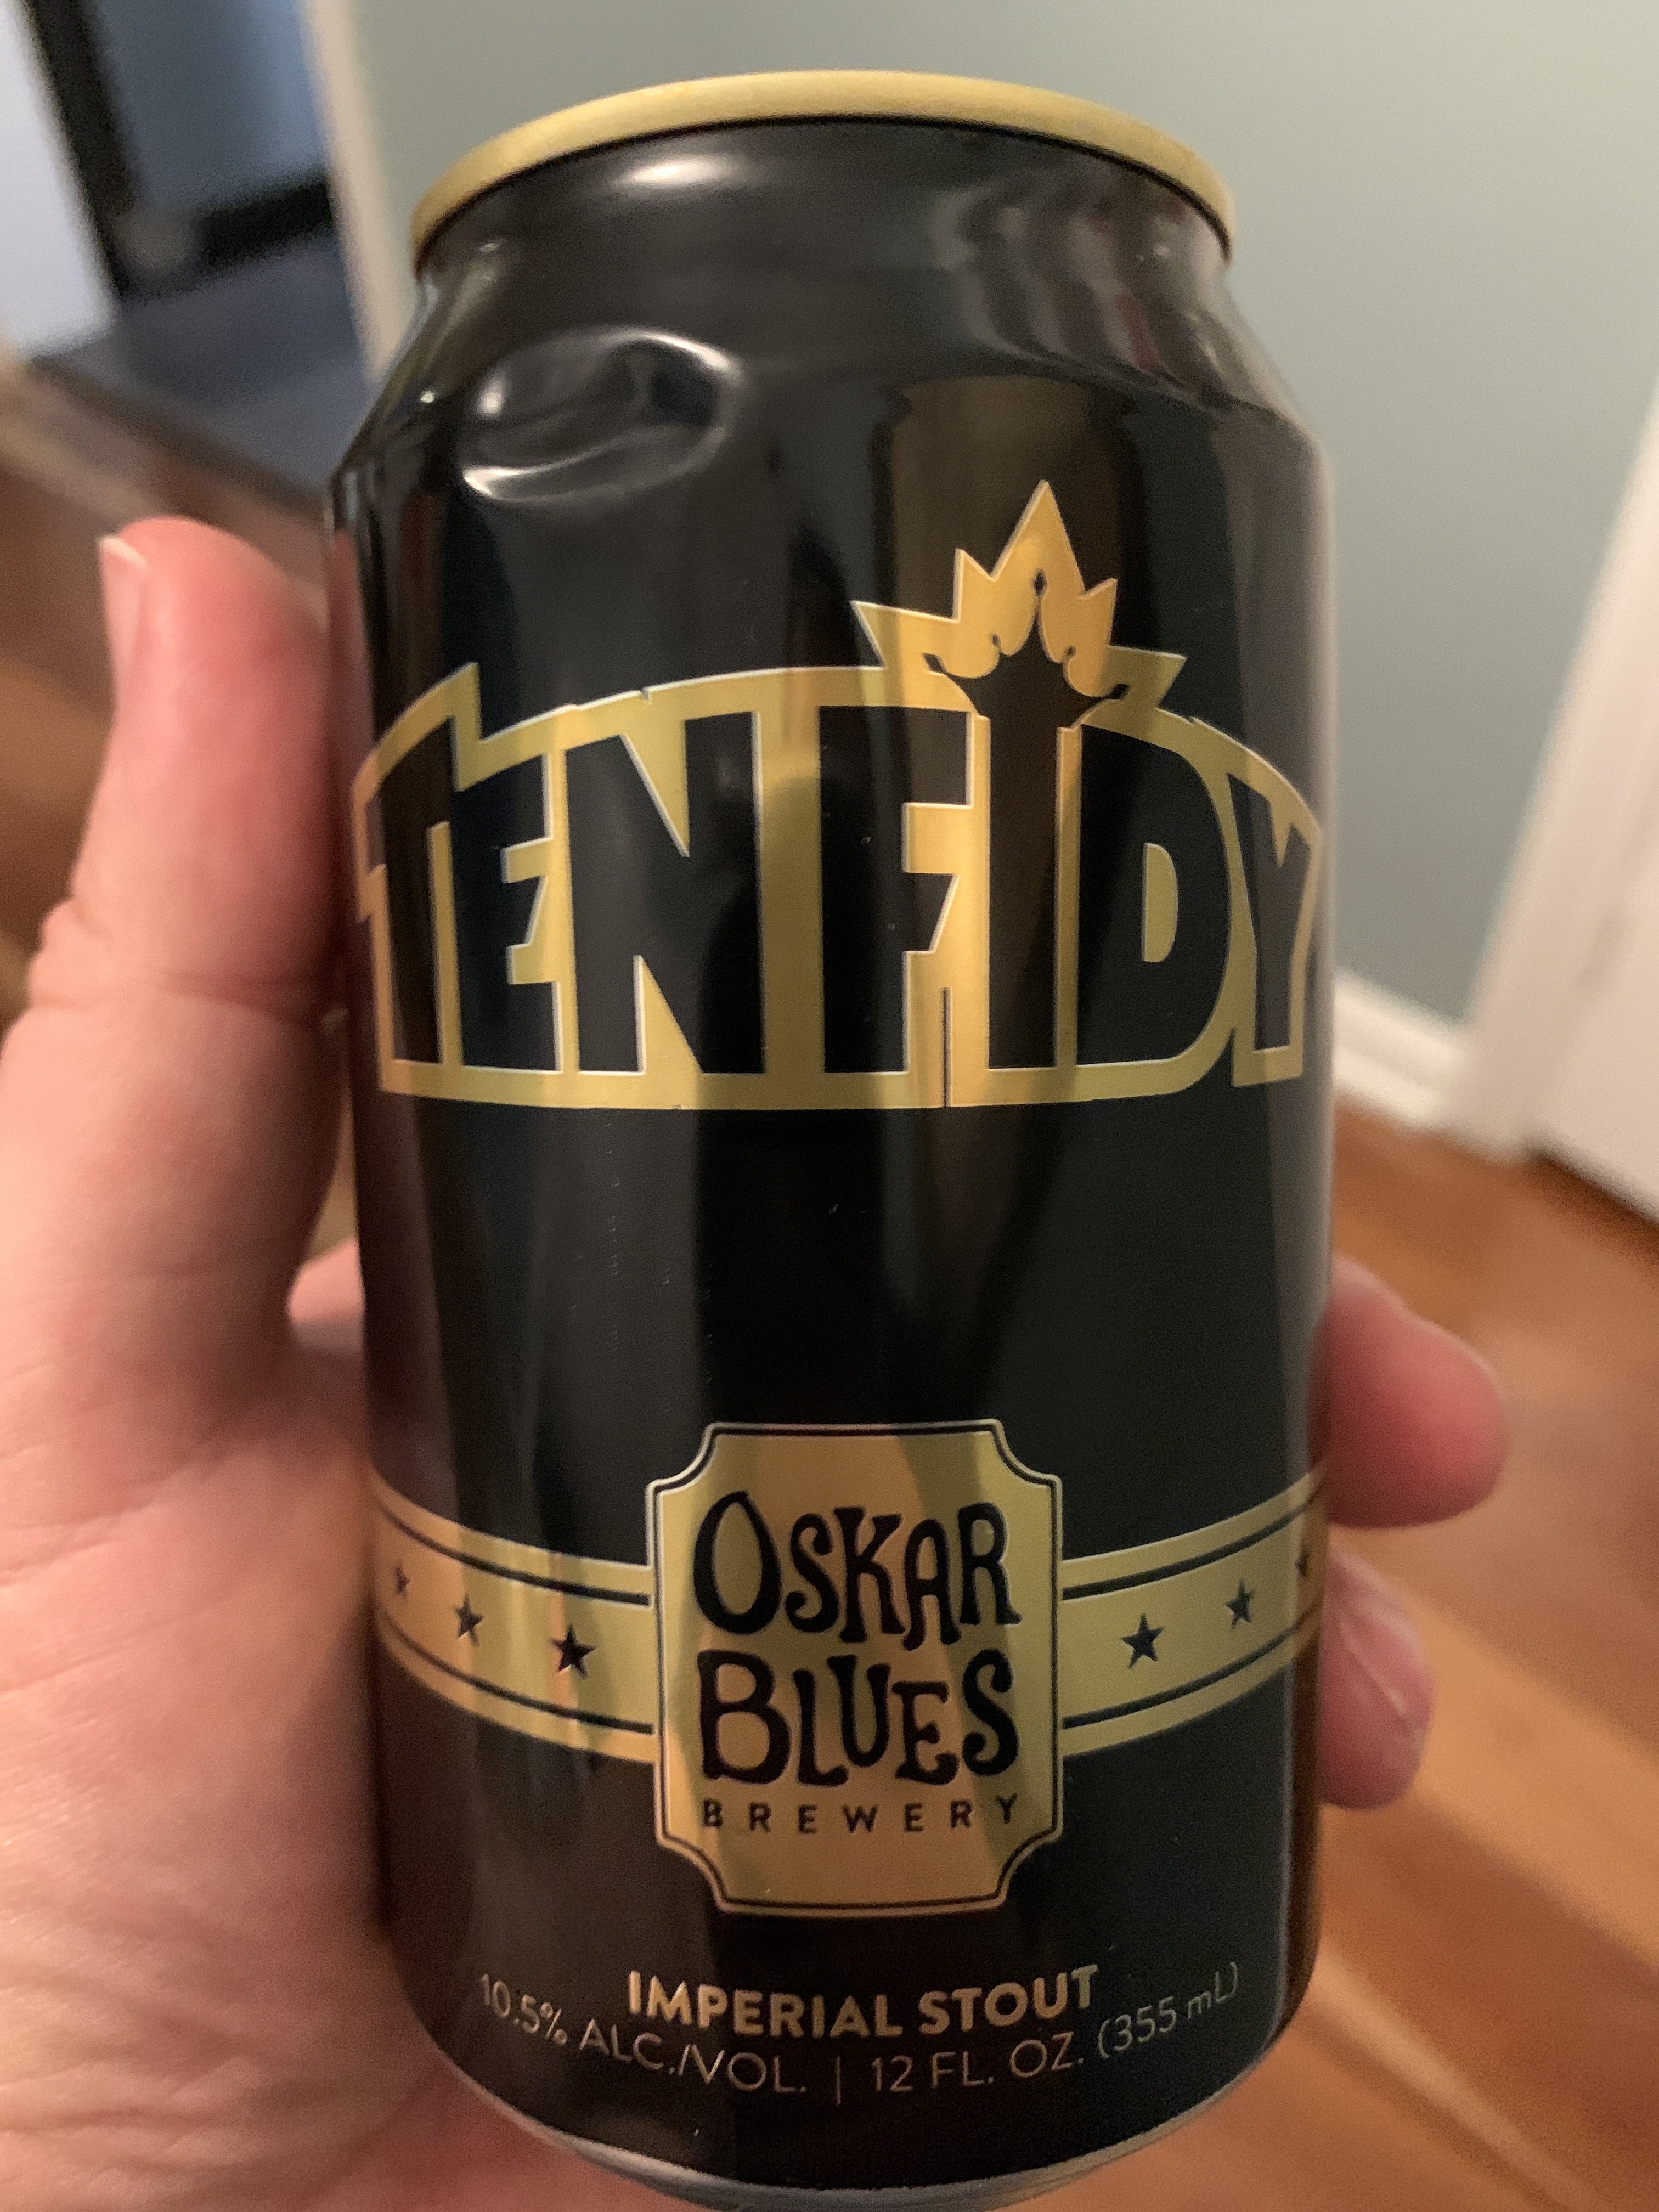 TEN FIDY
OSKAR
BLUES
BREWERY
IMPERIAL STOUT
10.5% ALC./VOL. | 12 FL. OZ. (355 mL)